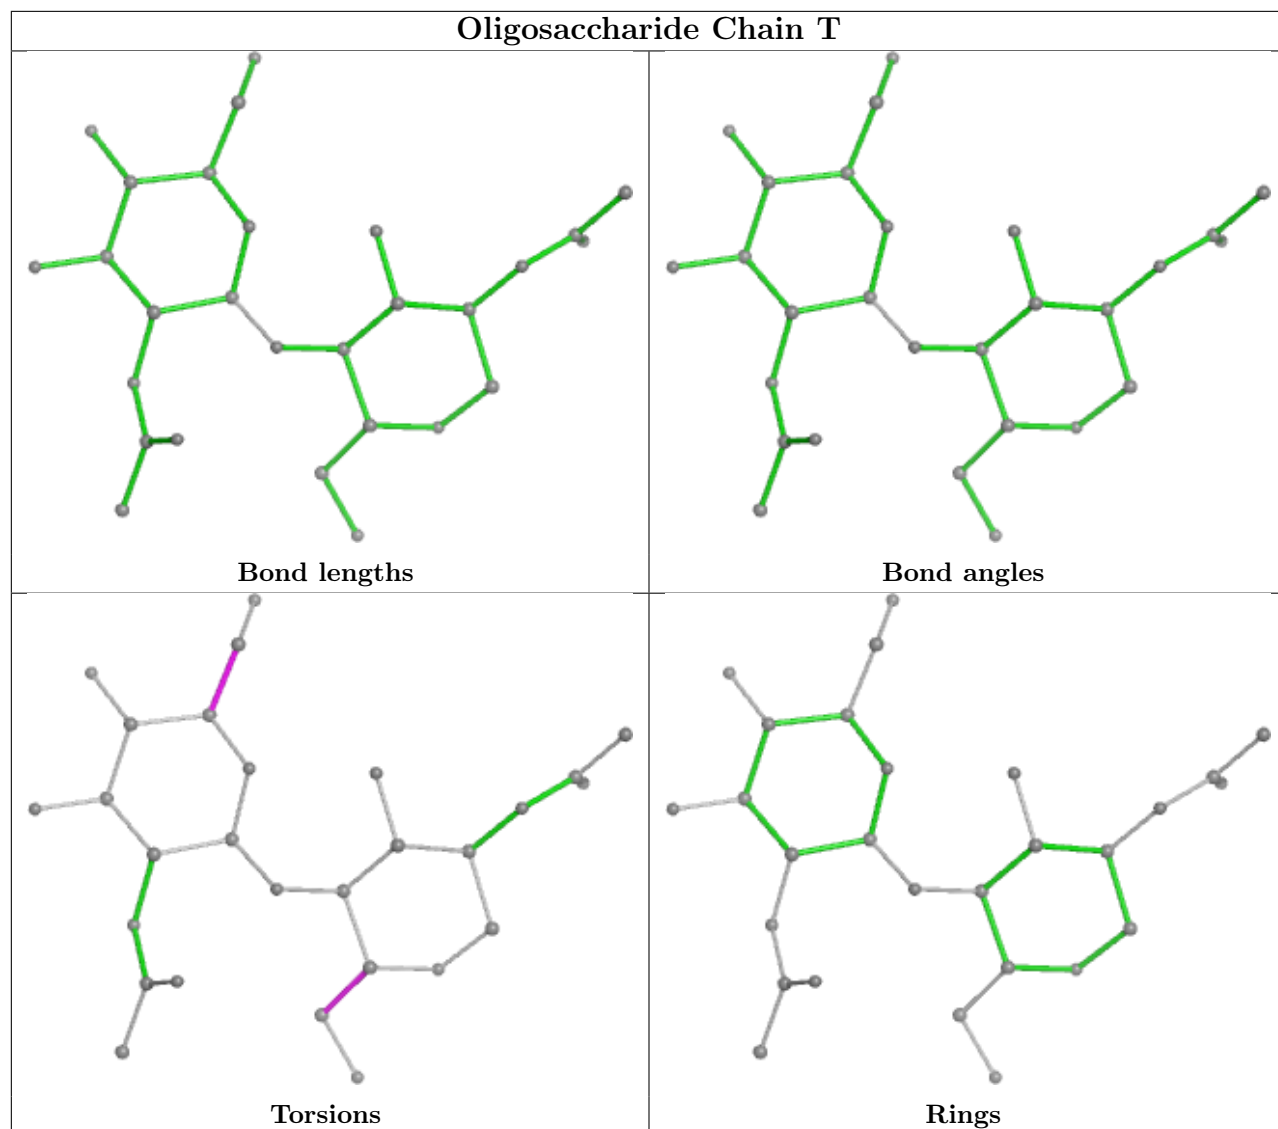 Oligosaccharide Chain T
Bond lengths
Bond angles
Torsions
Rings